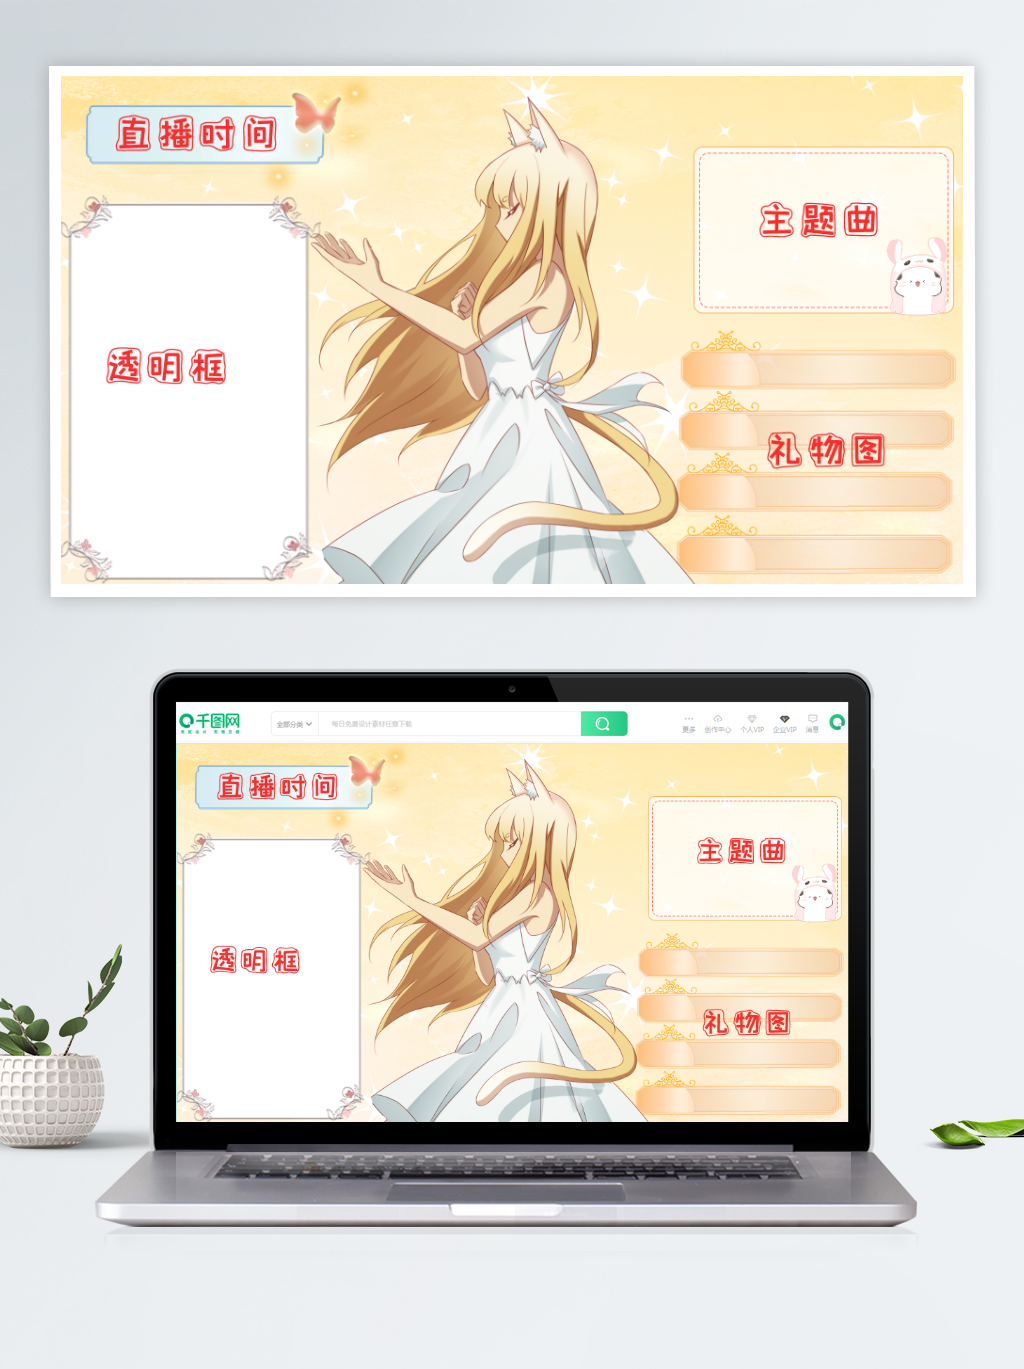 直播时间
主题曲
透明框
礼物图
千图网
全部分类
每日免费设计素材任意下载
更多
创作中心
个人VIP
企业VIP
消息
直播时间
主题曲
透明框
礼物图